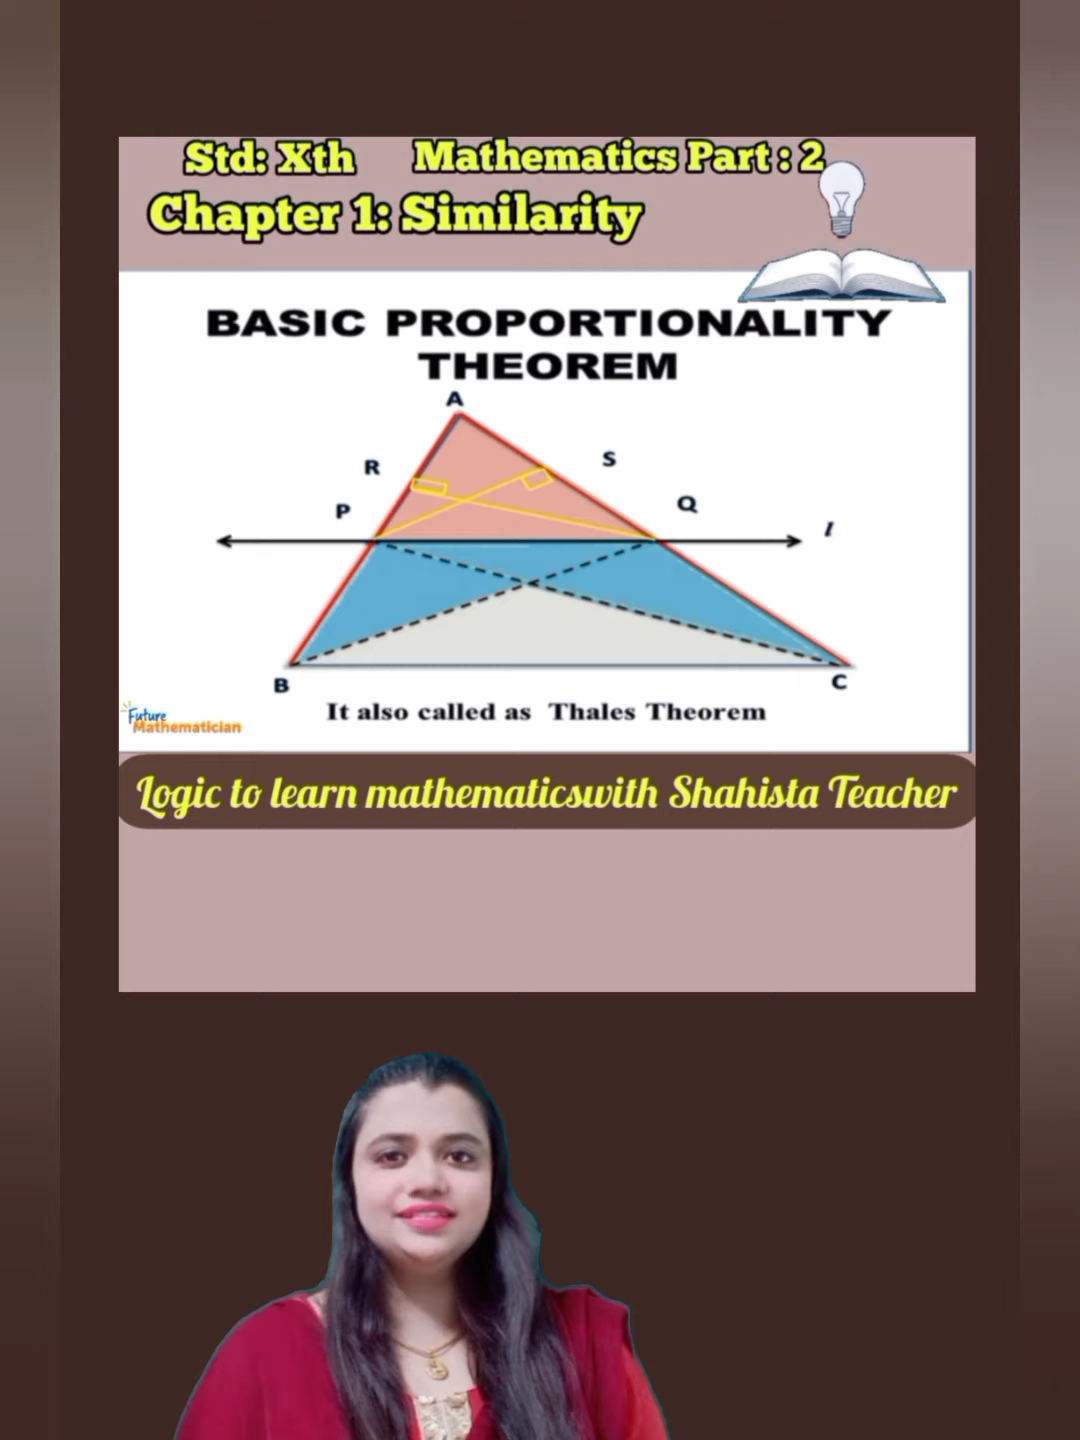 Std: Xth Mathematics Part : 2
Chapter 1: Similarity
BASIC PROPORTIONALITY
THEOREM
A
R S
P Q l
B C
It also called as Thales Theorem
Future
Mathematician
Logic to learn mathematicswith Shahista Teacher